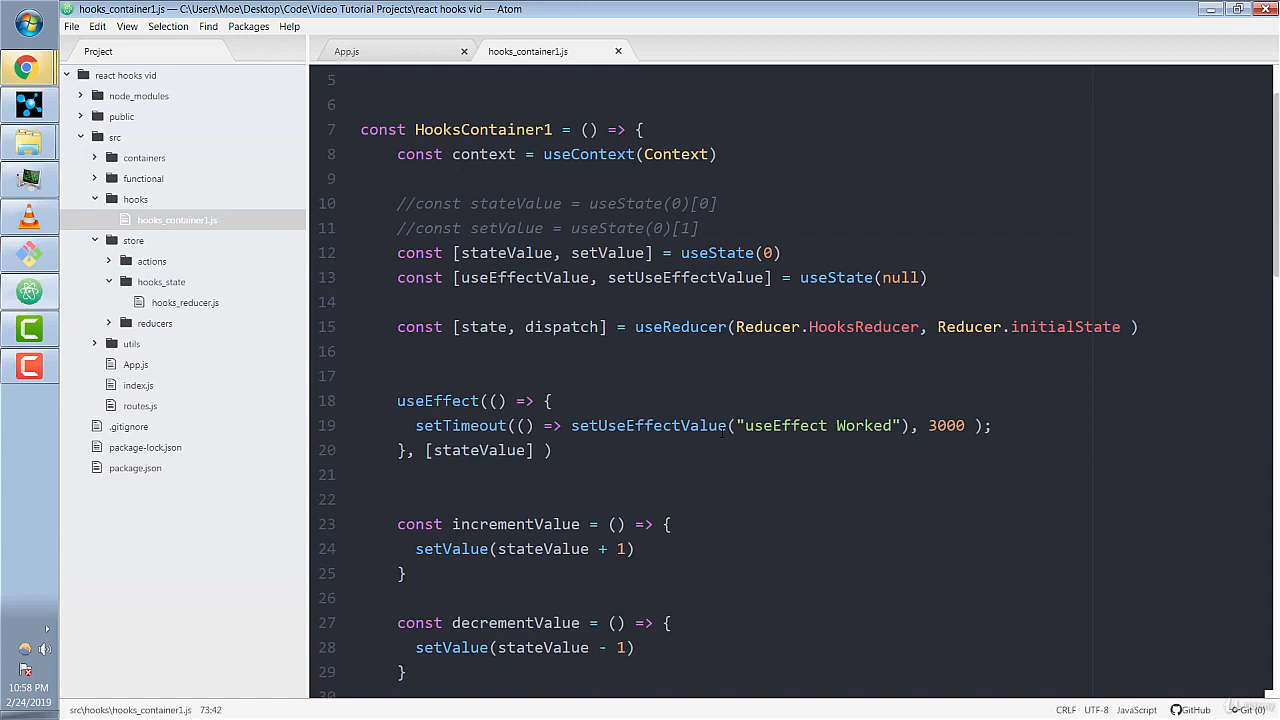 hooks_container1.js — C:\Users\Moe\Desktop\Code\Video Tutorial Projects\react hooks vid — Atom
File Edit View Selection Find Packages Help
Project
App.js
hooks_container1.js
react hooks vid
node_modules
public
src
containers
functional
hooks
hooks_container1.js
store
actions
hooks_state
hooks_reducer.js
reducers
utils
App.js
index.js
routes.js
.gitignore
package-lock.json
package.json
5
6
7 const HooksContainer1 = () => {
8 const context = useContext(Context)
9
10 //const stateValue = useState(0)[0]
11 //const setValue = useState(0)[1]
12 const [stateValue, setValue] = useState(0)
13 const [useEffectValue, setUseEffectValue] = useState(null)
14
15 const [state, dispatch] = useReducer(Reducer.HooksReducer, Reducer.initialState )
16
17
18 useEffect(() => {
19 setTimeout(() => setUseEffectValue("useEffect Worked"), 3000 );
20 }, [stateValue] )
21
22
23 const incrementValue = () => {
24 setValue(stateValue + 1)
25 }
26
27 const decrementValue = () => {
28 setValue(stateValue - 1)
29 }
30
10:58 PM
2/24/2019
src\hooks\hooks_container1.js 73:42
CRLF UTF-8 JavaScript GitHub Git (0)